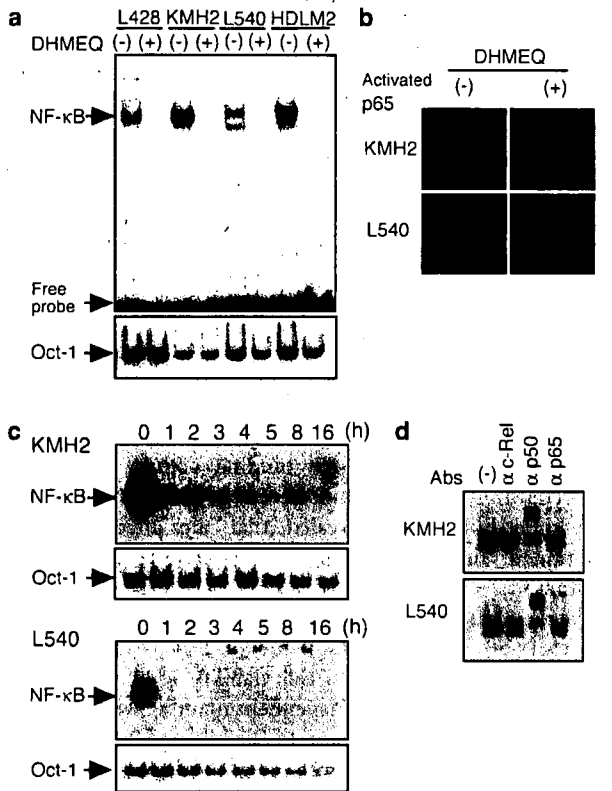 a
L428 KMH2 L540 HDLM2
DHMEQ (-) (+) (-) (+) (-) (+) (-) (+)
NF-κB
Free
probe
Oct-1
b
DHMEQ
Activated
p65
(-) (+)
KMH2
L540
c
0 1 2 3 4 5 8 16 (h)
KMH2
NF-κB
Oct-1
0 1 2 3 4 5 8 16 (h)
L540
NF-κB
Oct-1
d
Abs (-) α c-Rel α p50 α p65
KMH2
L540